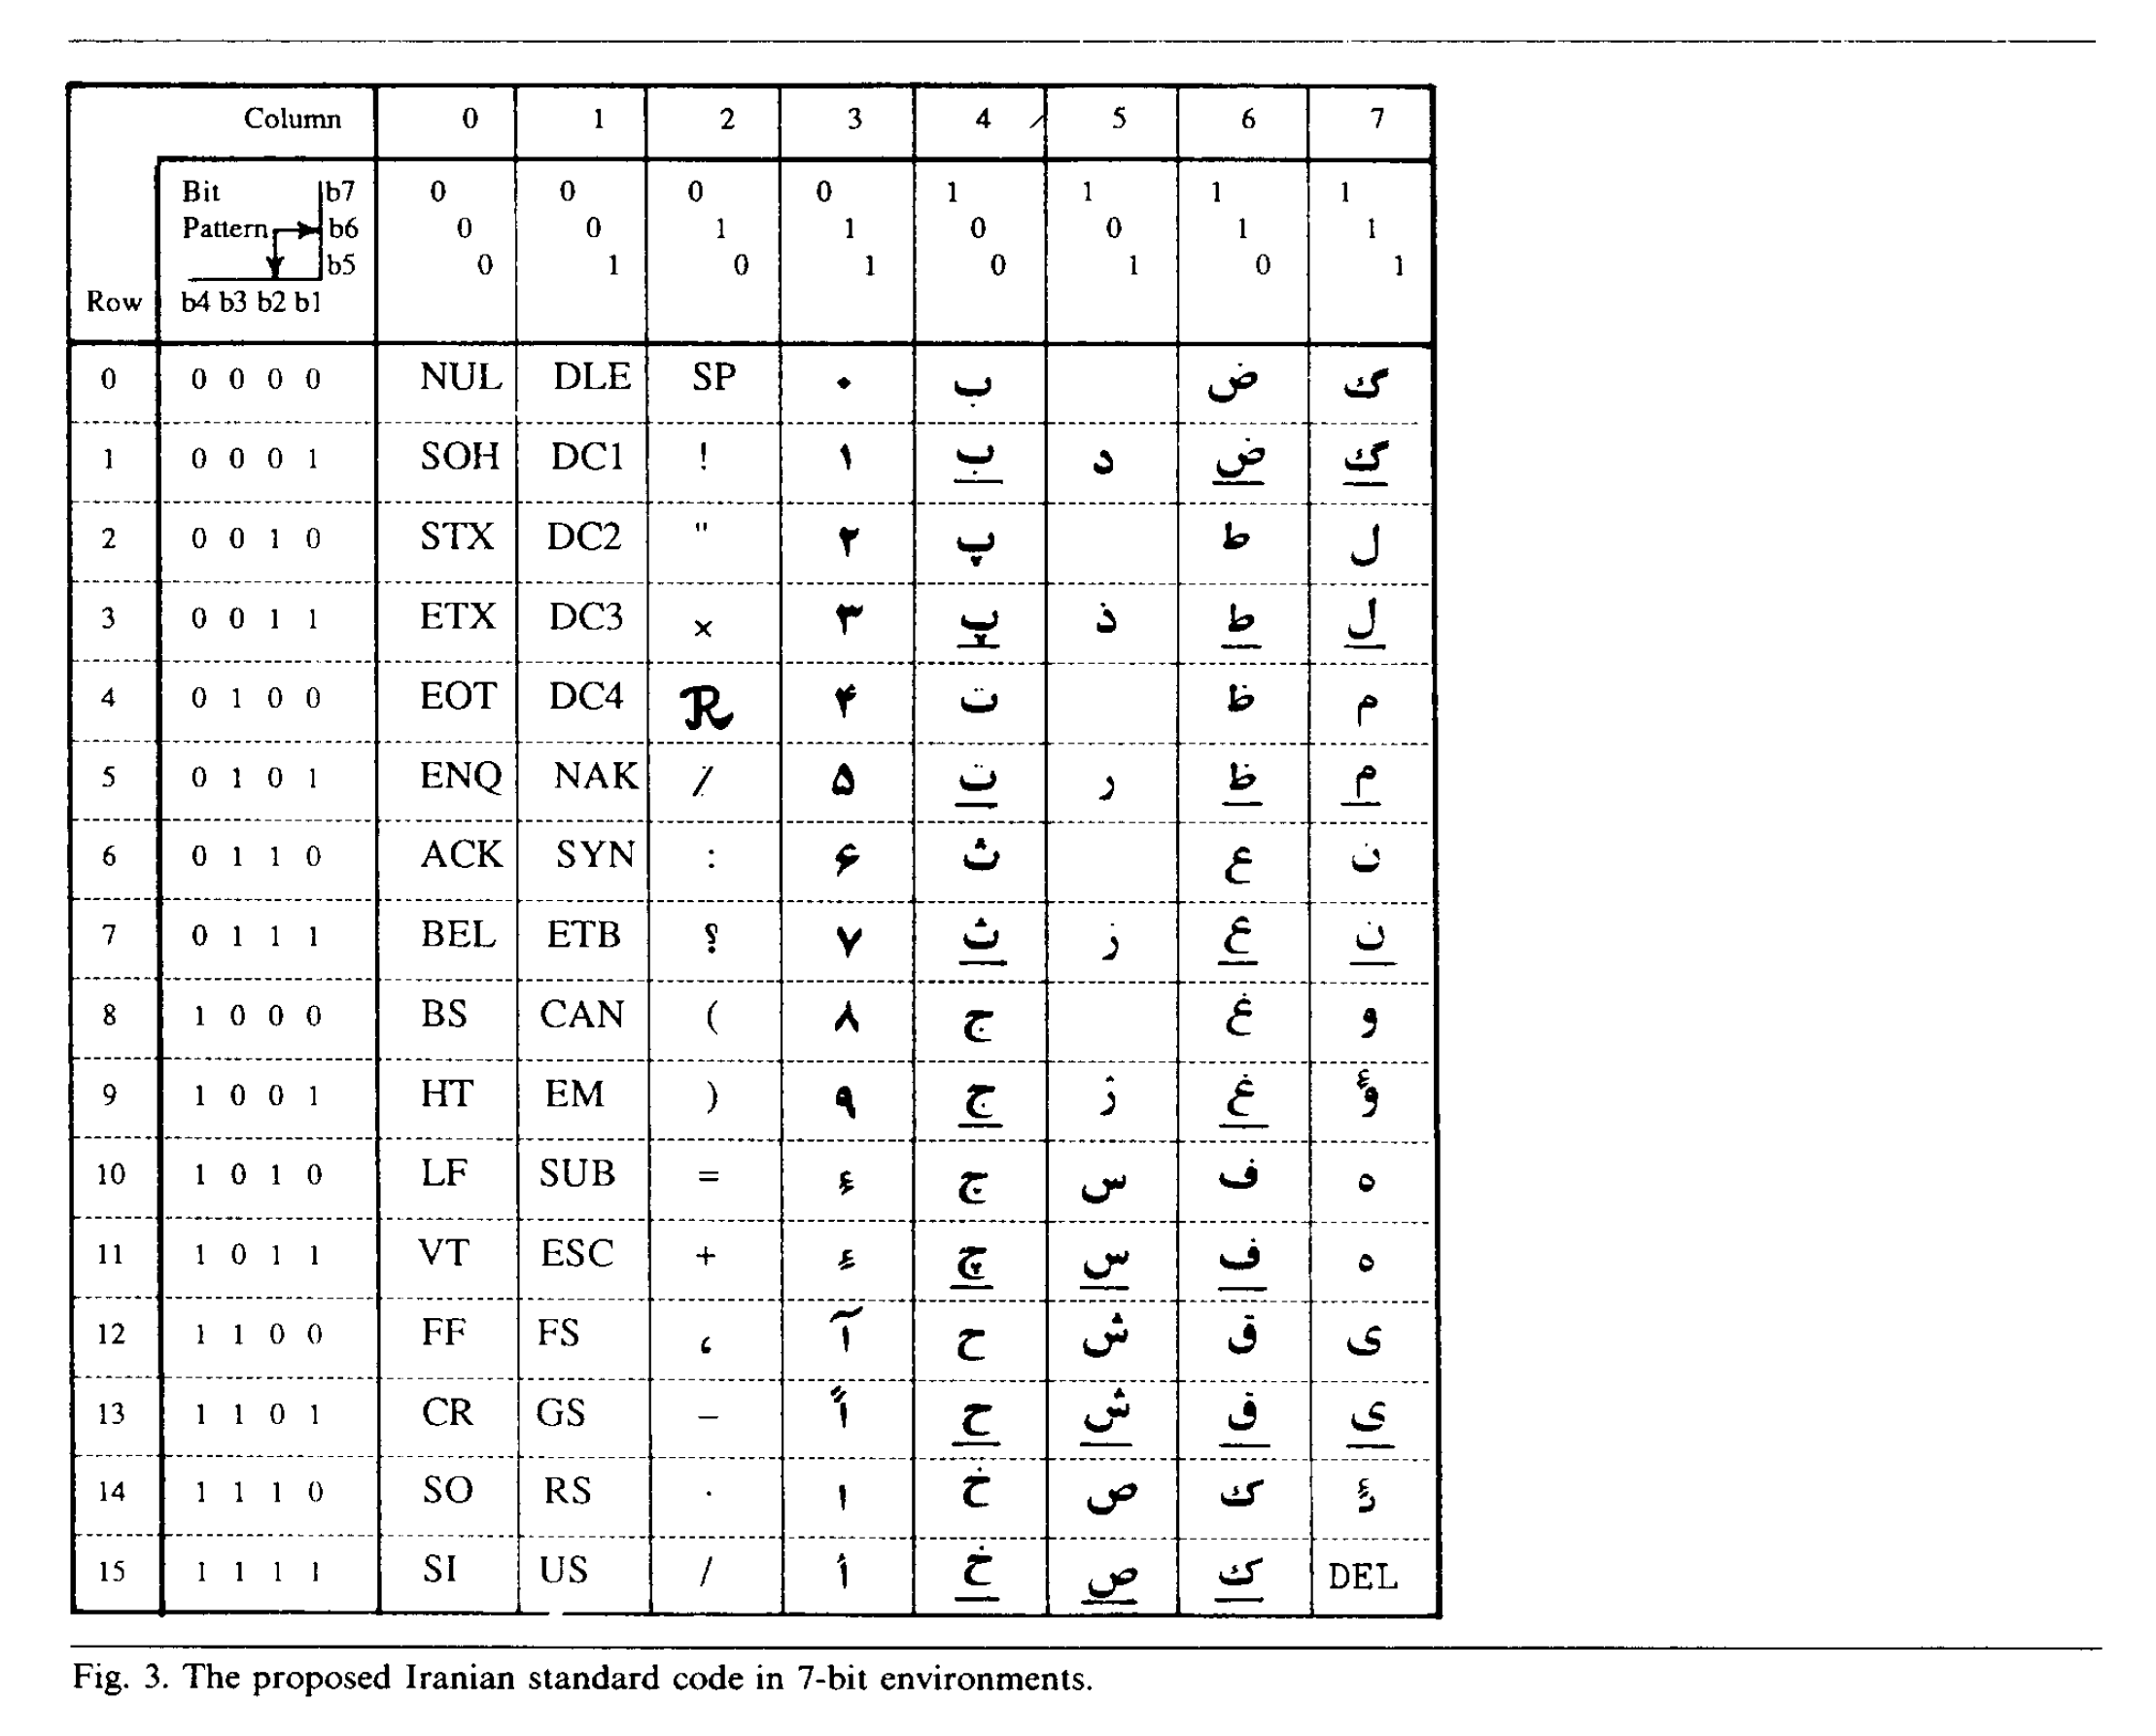 Column 0 1 2 3 4 5 6 7
Bit b7 0 0 0 0 1 1 1 1
Pattern b6 0 0 1 1 0 0 1 1
b5 0 1 0 1 0 1 0 1
Row b4 b3 b2 b1
0 0 0 0 0 NUL DLE SP ۰ ب ض گ
1 0 0 0 1 SOH DC1 ! ۱ ب د ض گ
2 0 0 1 0 STX DC2 " ۲ پ ط ل
3 0 0 1 1 ETX DC3 × ۳ پ ذ ط ل
4 0 1 0 0 EOT DC4 R ۴ ت ظ م
5 0 1 0 1 ENQ NAK ٪ ۵ ت ر ظ م
6 0 1 1 0 ACK SYN : ۶ ث ع ن
7 0 1 1 1 BEL ETB ؟ ۷ ث ز ع ن
8 1 0 0 0 BS CAN ( ۸ ج غ و
9 1 0 0 1 HT EM ) ۹ ج ژ غ ؤ
10 1 0 1 0 LF SUB = ء چ س ف ه
11 1 0 1 1 VT ESC + ء چ س ف ه
12 1 1 0 0 FF FS ، آ ح ش ق ی
13 1 1 0 1 CR GS – اً ح ش ق ی
14 1 1 1 0 SO RS . ا خ ص ک
15 1 1 1 1 SI US / أ خ ص ک DEL
Fig. 3. The proposed Iranian standard code in 7-bit environments.